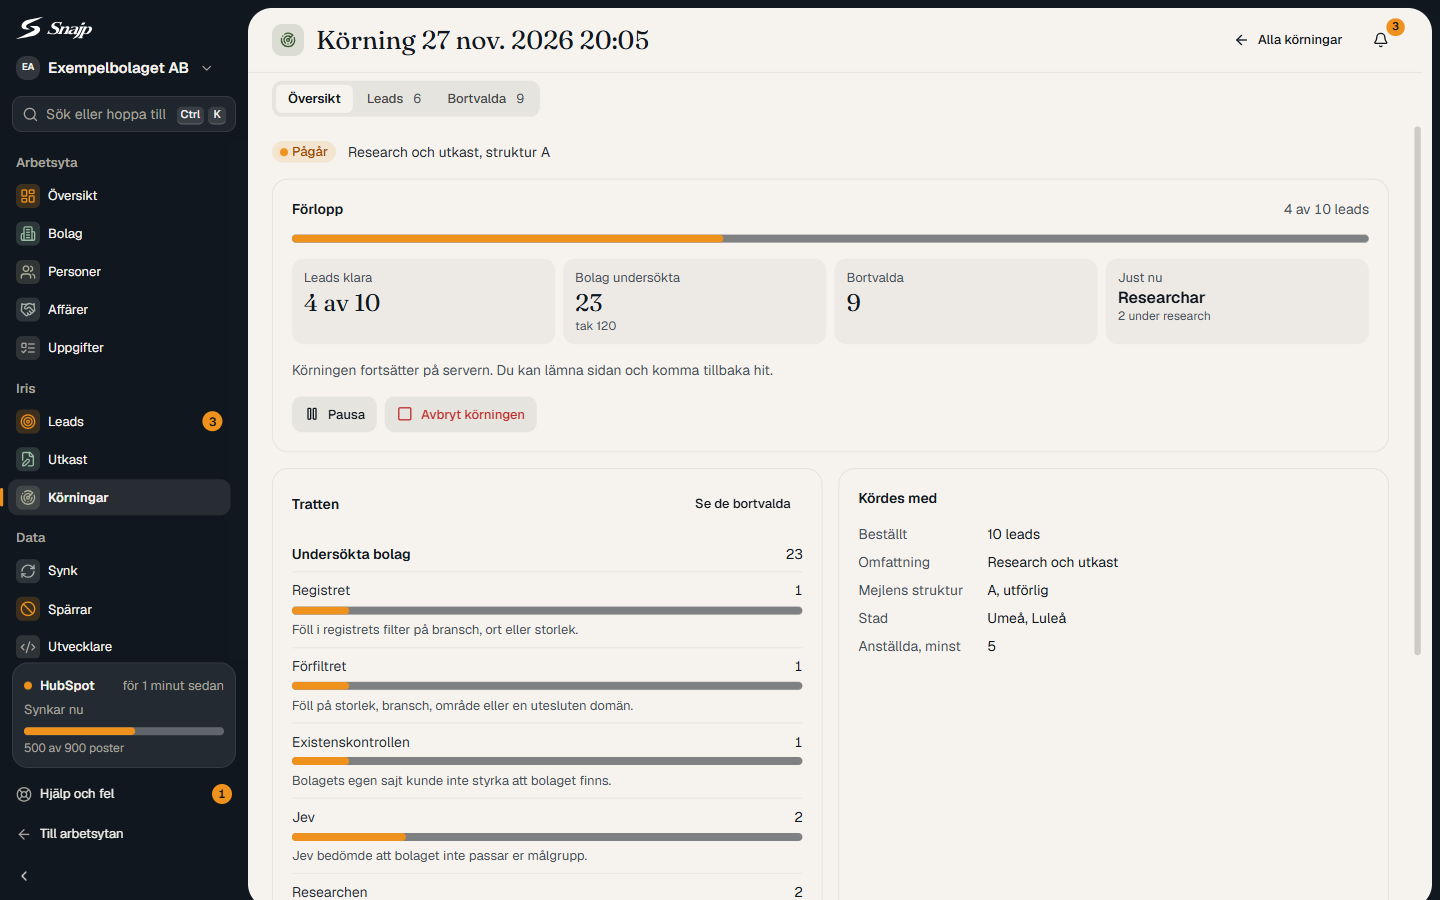 Snajp
EA Exempelbolaget AB
Sök eller hoppa till Ctrl K
Arbetsyta
Översikt
Bolag
Personer
Affärer
Uppgifter
Iris
Leads 3
Utkast
Körningar
Data
Synk
Spärrar
Utvecklare
HubSpot för 1 minut sedan
Synkar nu
500 av 900 poster
Hjälp och fel 1
Till arbetsytan
Körning 27 nov. 2026 20:05
Alla körningar
3
Översikt Leads 6 Bortvalda 9
Pågår Research och utkast, struktur A
Förlopp 4 av 10 leads
Leads klara
4 av 10
Bolag undersökta
23
tak 120
Bortvalda
9
Just nu
Researchar
2 under research
Körningen fortsätter på servern. Du kan lämna sidan och komma tillbaka hit.
Pausa Avbryt körningen
Tratten Se de bortvalda
Undersökta bolag 23
Registret 1
Föll i registrets filter på bransch, ort eller storlek.
Förfiltret 1
Föll på storlek, bransch, område eller en utesluten domän.
Existenskontrollen 1
Bolagets egen sajt kunde inte styrka att bolaget finns.
Jev 2
Jev bedömde att bolaget inte passar er målgrupp.
Researchen 2
Kördes med
Beställt 10 leads
Omfattning Research och utkast
Mejlens struktur A, utförlig
Stad Umeå, Luleå
Anställda, minst 5